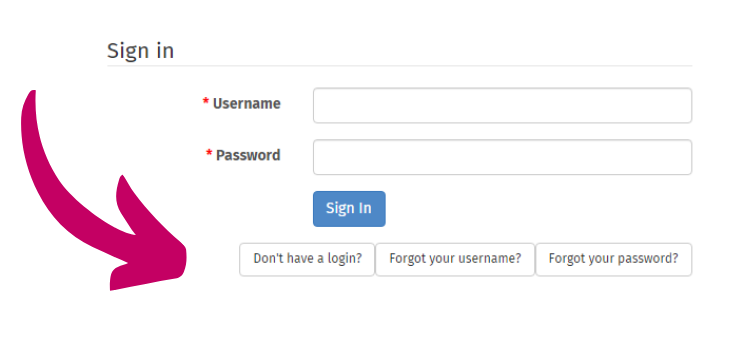 Sign in
* Username
* Password
Sign In
Don't have a login? Forgot your username? Forgot your password?